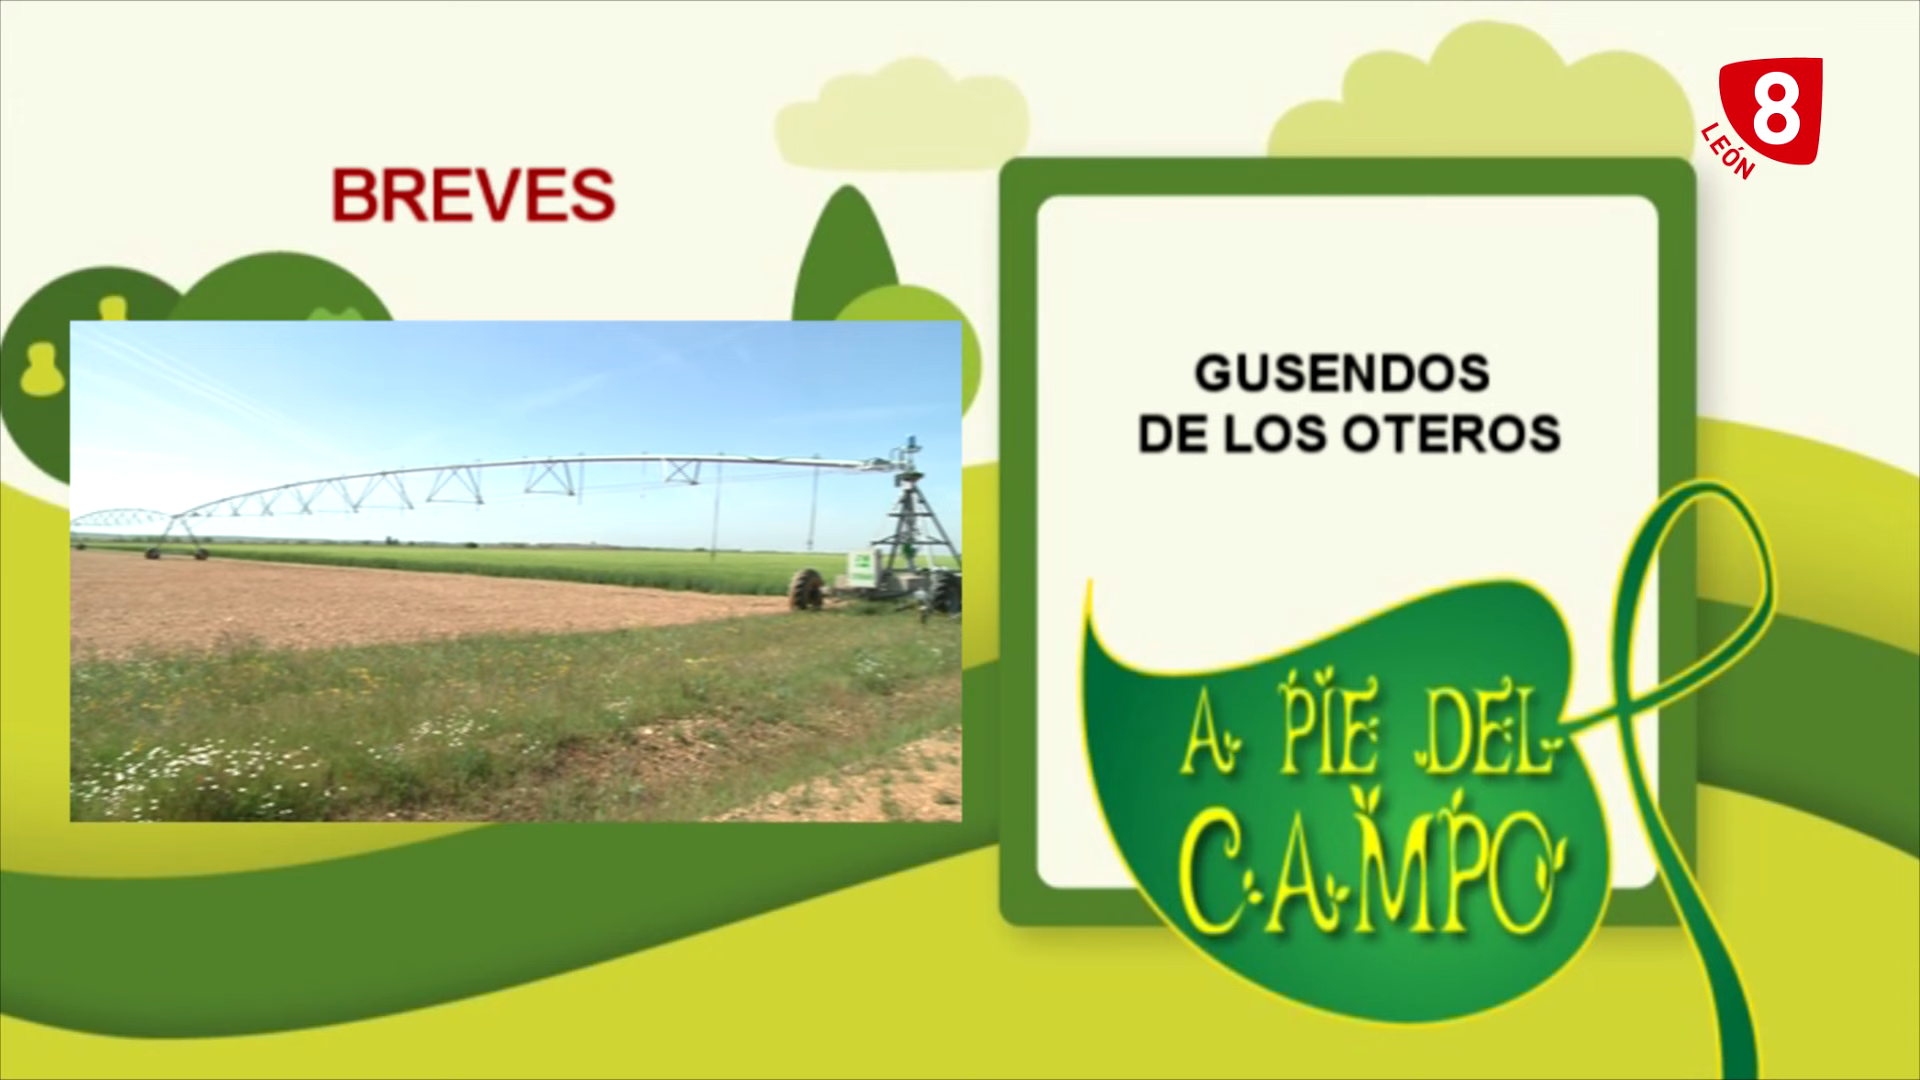 BREVES
8
LEÓN
GUSENDOS
DE LOS OTEROS
A PIE DEL
CAMPO